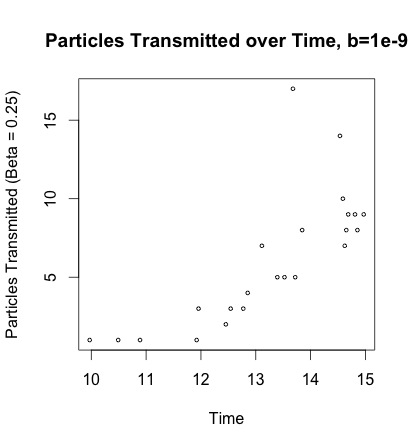 Particles Transmitted over Time, b=1e-9
Particles Transmitted (Beta = 0.25)
15
10
5
10 11 12 13 14 15
Time